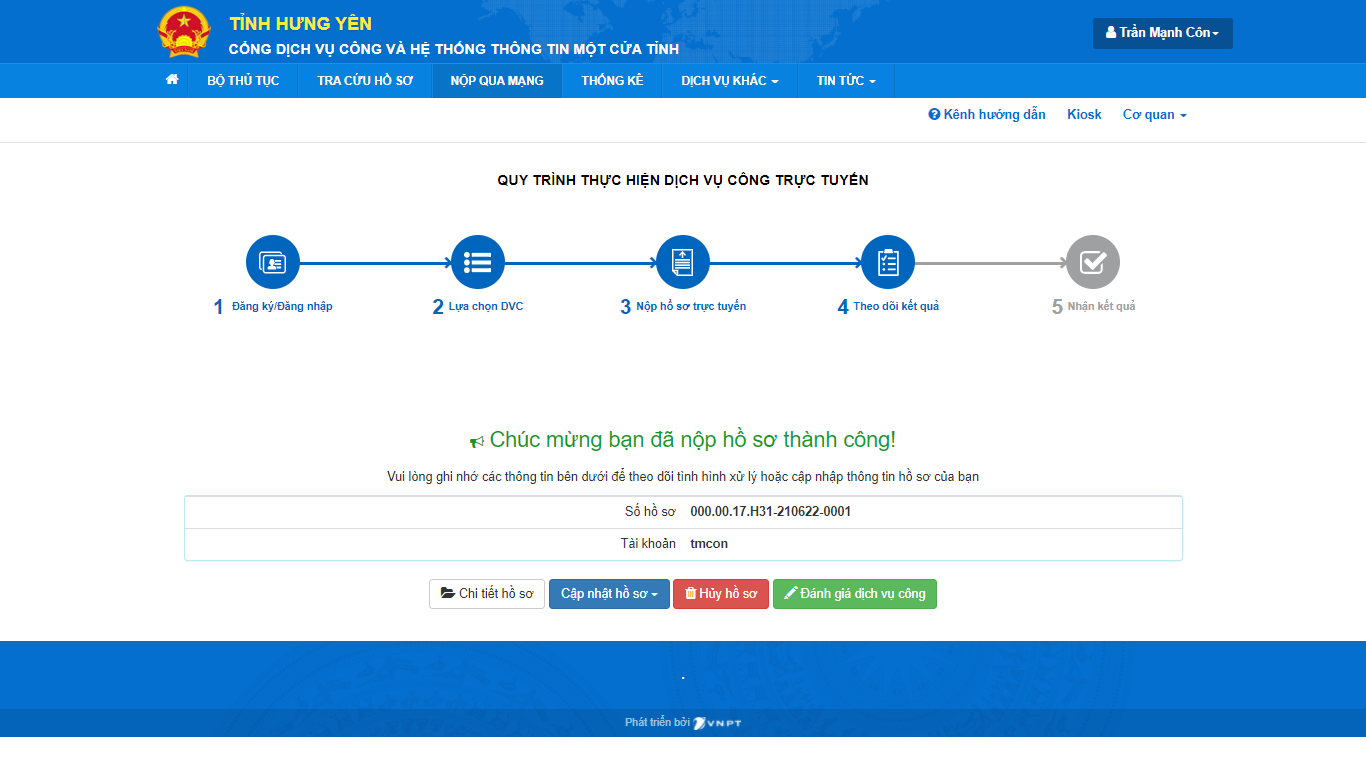 TỈNH HƯNG YÊN
CỔNG DỊCH VỤ CÔNG VÀ HỆ THỐNG THÔNG TIN MỘT CỬA TỈNH
Trần Mạnh Côn
BỘ THỦ TỤC TRA CỨU HỒ SƠ NỘP QUA MẠNG THỐNG KÊ DỊCH VỤ KHÁC TIN TỨC
Kênh hướng dẫn Kiosk Cơ quan
QUY TRÌNH THỰC HIỆN DỊCH VỤ CÔNG TRỰC TUYẾN
1 Đăng ký/Đăng nhập 2 Lựa chọn DVC 3 Nộp hồ sơ trực tuyến 4 Theo dõi kết quả 5 Nhận kết quả
Chúc mừng bạn đã nộp hồ sơ thành công!
Vui lòng ghi nhớ các thông tin bên dưới để theo dõi tình hình xử lý hoặc cập nhập thông tin hồ sơ của bạn
Số hồ sơ 000.00.17.H31-210622-0001
Tài khoản tmcon
Chi tiết hồ sơ Cập nhật hồ sơ Hủy hồ sơ Đánh giá dịch vụ công
.
Phát triển bởi VNPT